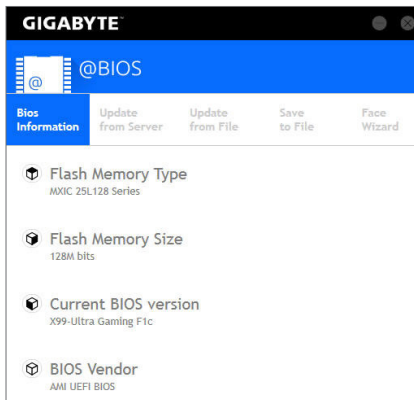 GIGABYTE™
@
@BIOS
Bios Information
Update from Server
Update from File
Save to File
Face Wizard
Flash Memory Type
MXIC 25L128 Series
Flash Memory Size
128M bits
Current BIOS version
X99-Ultra Gaming F1c
BIOS Vendor
AMI UEFI BIOS